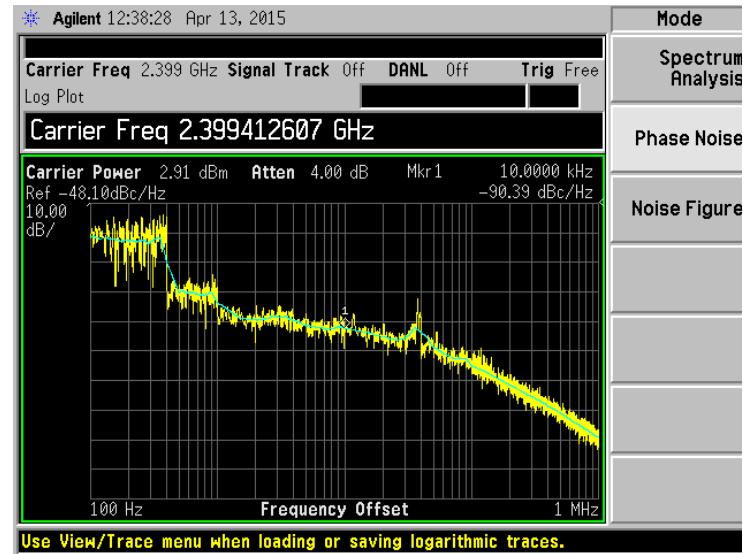 Agilent 12:38:28 Apr 13, 2015
Mode
Carrier Freq 2.399 GHz Signal Track Off DANL Off Trig Free
Log Plot
Carrier Freq 2.399412607 GHz
Carrier Power 2.91 dBm Atten 4.00 dB Mkr1 10.0000 kHz
Ref -48.10dBc/Hz -90.39 dBc/Hz
10.00
dB/
1
100 Hz Frequency Offset 1 MHz
Use View/Trace menu when loading or saving logarithmic traces.
Spectrum
Analysis
Phase Noise
Noise Figure